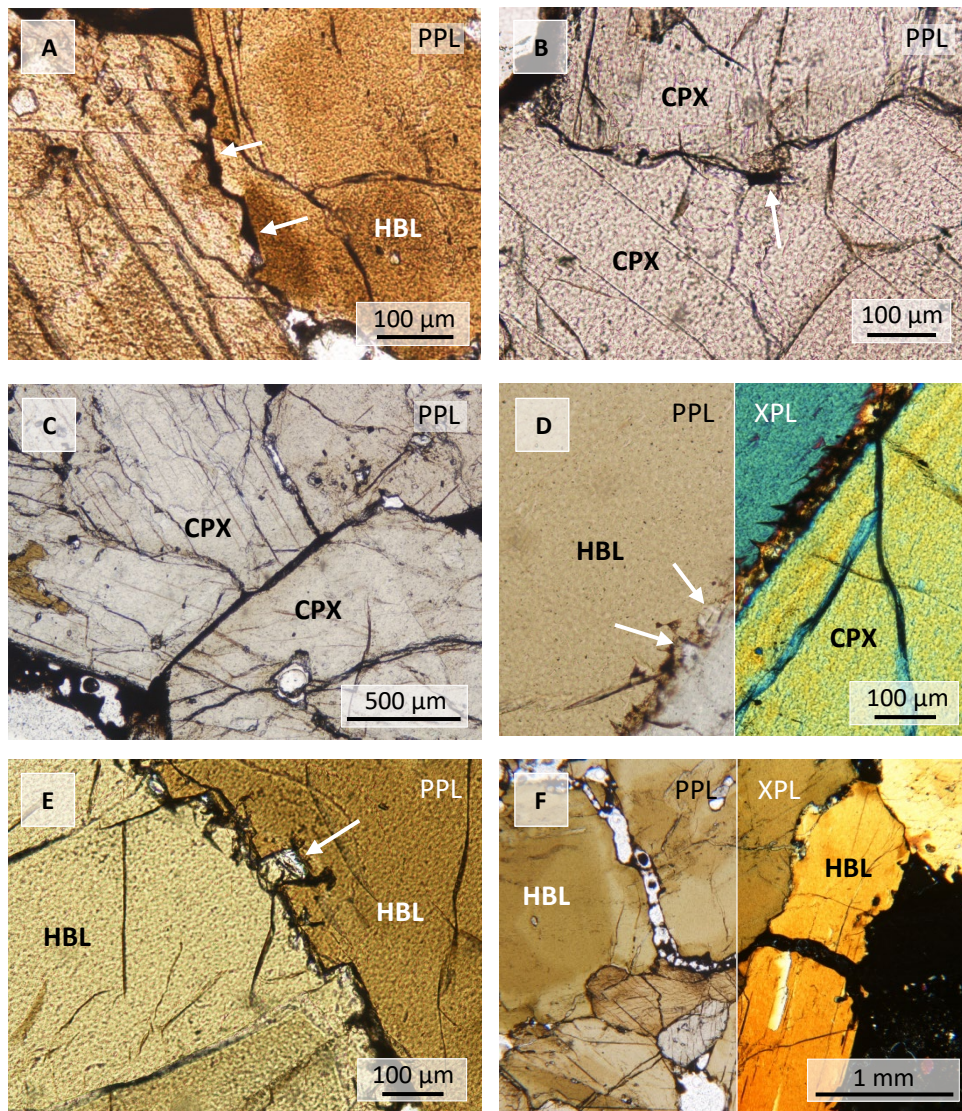 A
PPL
HBL
100 µm
B
PPL
CPX
CPX
100 µm
C
PPL
CPX
CPX
500 µm
D
PPL
XPL
HBL
CPX
100 µm
E
PPL
HBL
HBL
100 µm
F
PPL
XPL
HBL
HBL
1 mm